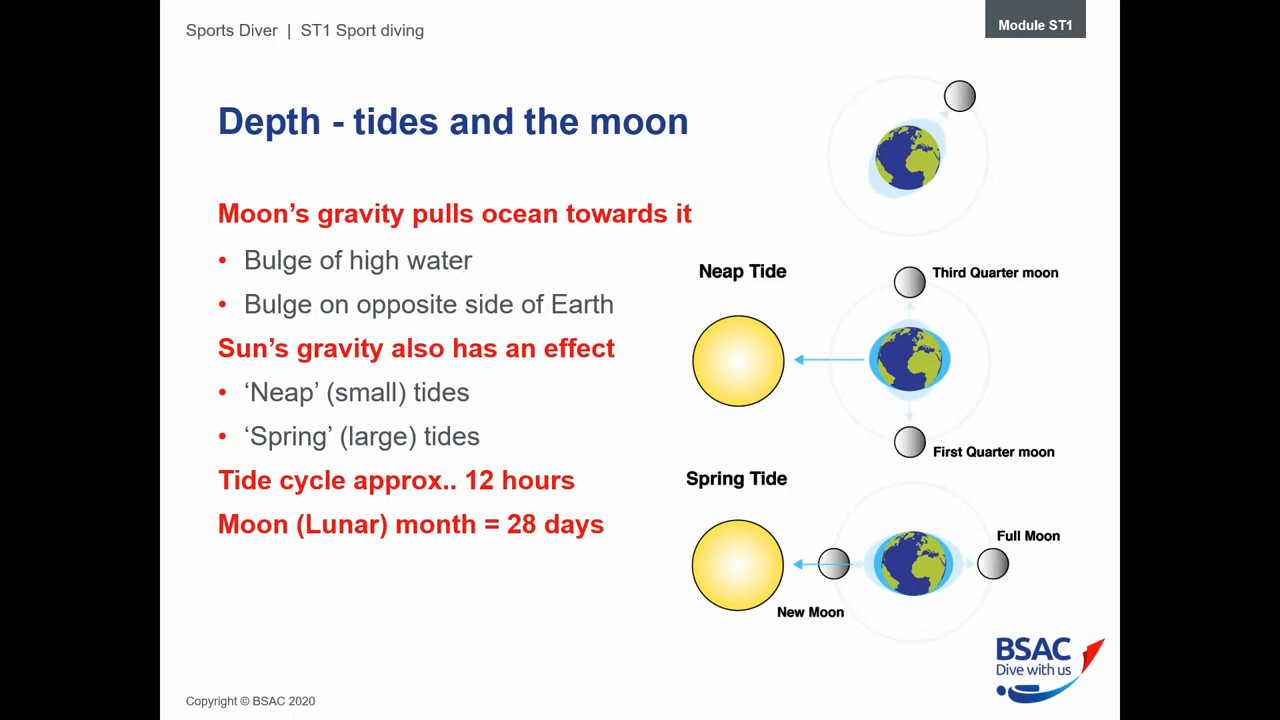 Sports Diver | ST1 Sport diving
Module ST1
Depth - tides and the moon
Moon’s gravity pulls ocean towards it
• Bulge of high water
• Bulge on opposite side of Earth
Sun’s gravity also has an effect
• ‘Neap’ (small) tides
• ‘Spring’ (large) tides
Tide cycle approx.. 12 hours
Moon (Lunar) month = 28 days
Neap Tide
Third Quarter moon
First Quarter moon
Spring Tide
Full Moon
New Moon
BSAC
Dive with us
Copyright © BSAC 2020